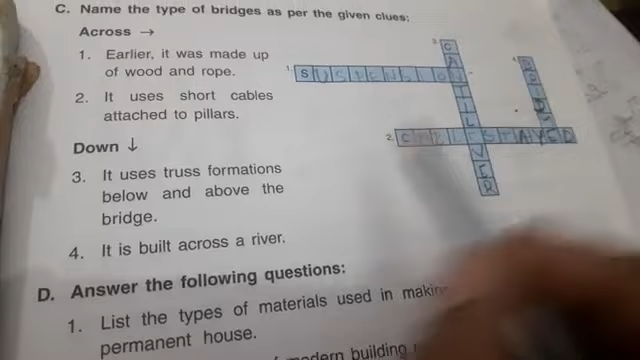 C. Name the type of bridges as per the given clues:
Across →
1. Earlier, it was made up
of wood and rope.
2. It uses short cables
attached to pillars.
Down ↓
3. It uses truss formations
below and above the
bridge.
4. It is built across a river.
D. Answer the following questions:
1. List the types of materials used in making
permanent house.
modern building